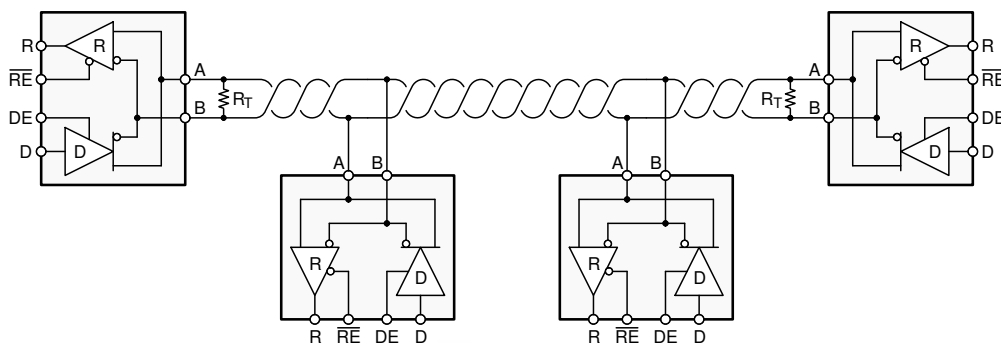 R R R R
RE A A RE
DE B RT RT B DE
D D D D
A B A B
R D R D
R RE DE D R RE DE D